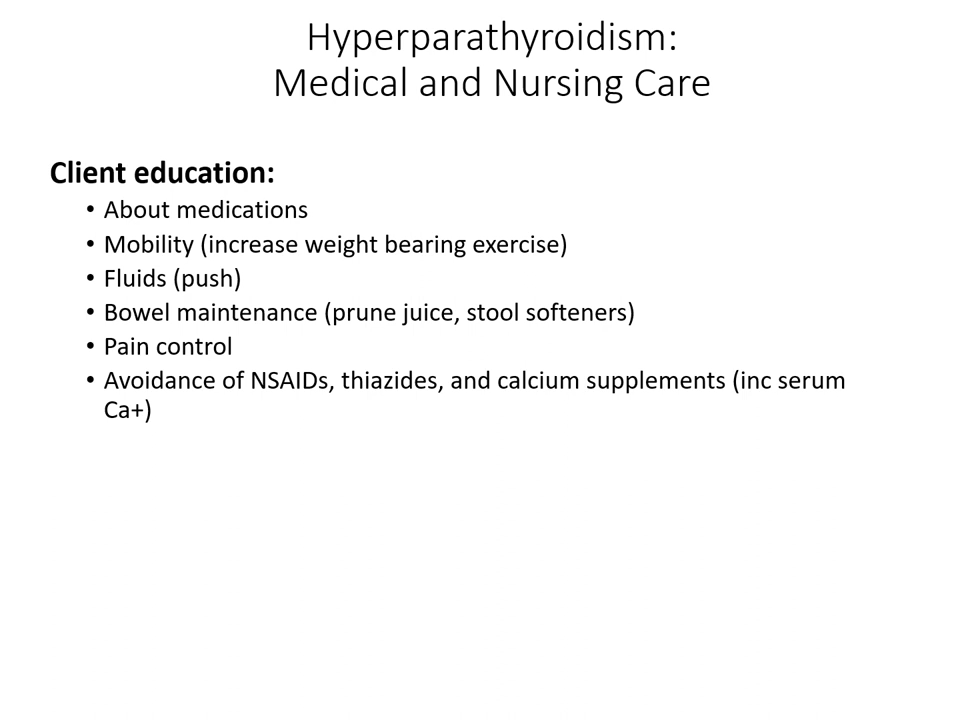 Hyperparathyroidism:
Medical and Nursing Care
Client education:
• About medications
• Mobility (increase weight bearing exercise)
• Fluids (push)
• Bowel maintenance (prune juice, stool softeners)
• Pain control
• Avoidance of NSAIDs, thiazides, and calcium supplements (inc serum
Ca+)